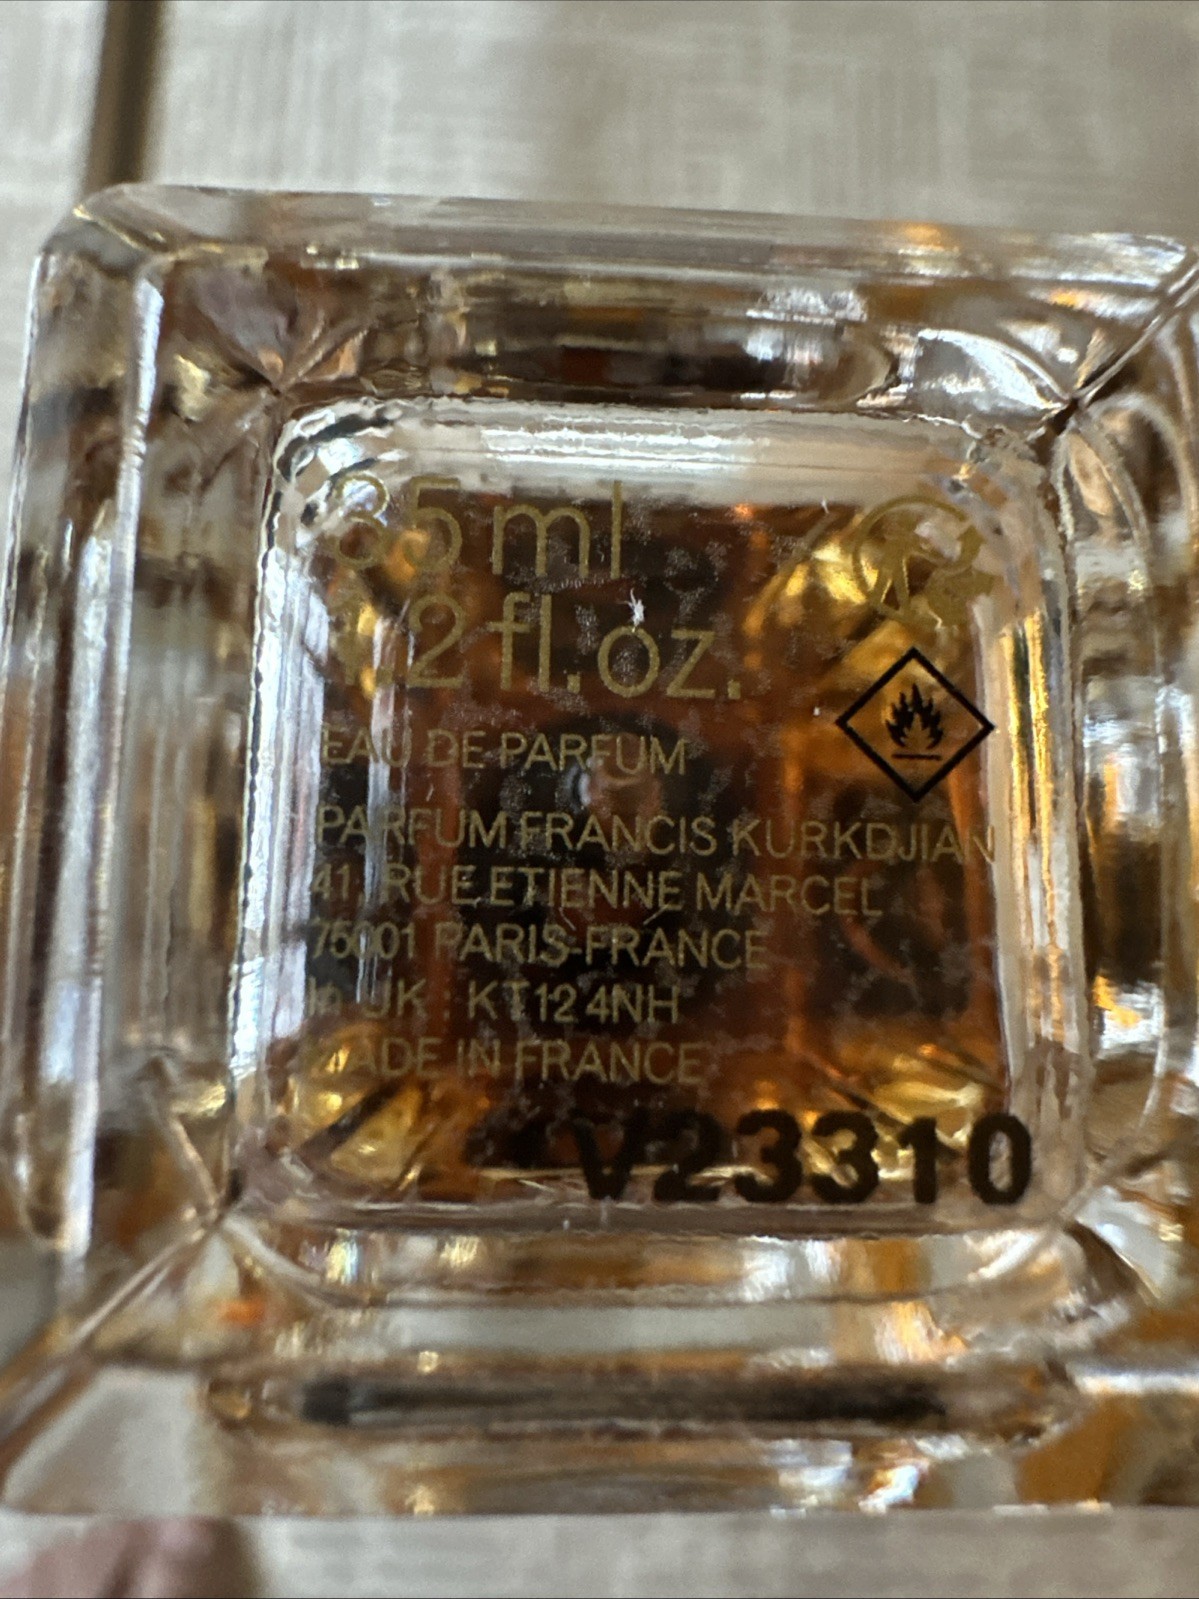 35 ml
1.2 fl. oz.
EAU DE PARFUM
PARFUM FRANCIS KURKDJIAN
41, RUE ETIENNE MARCEL
75001 PARIS-FRANCE
In UK : KT12 4NH
MADE IN FRANCE
V23310